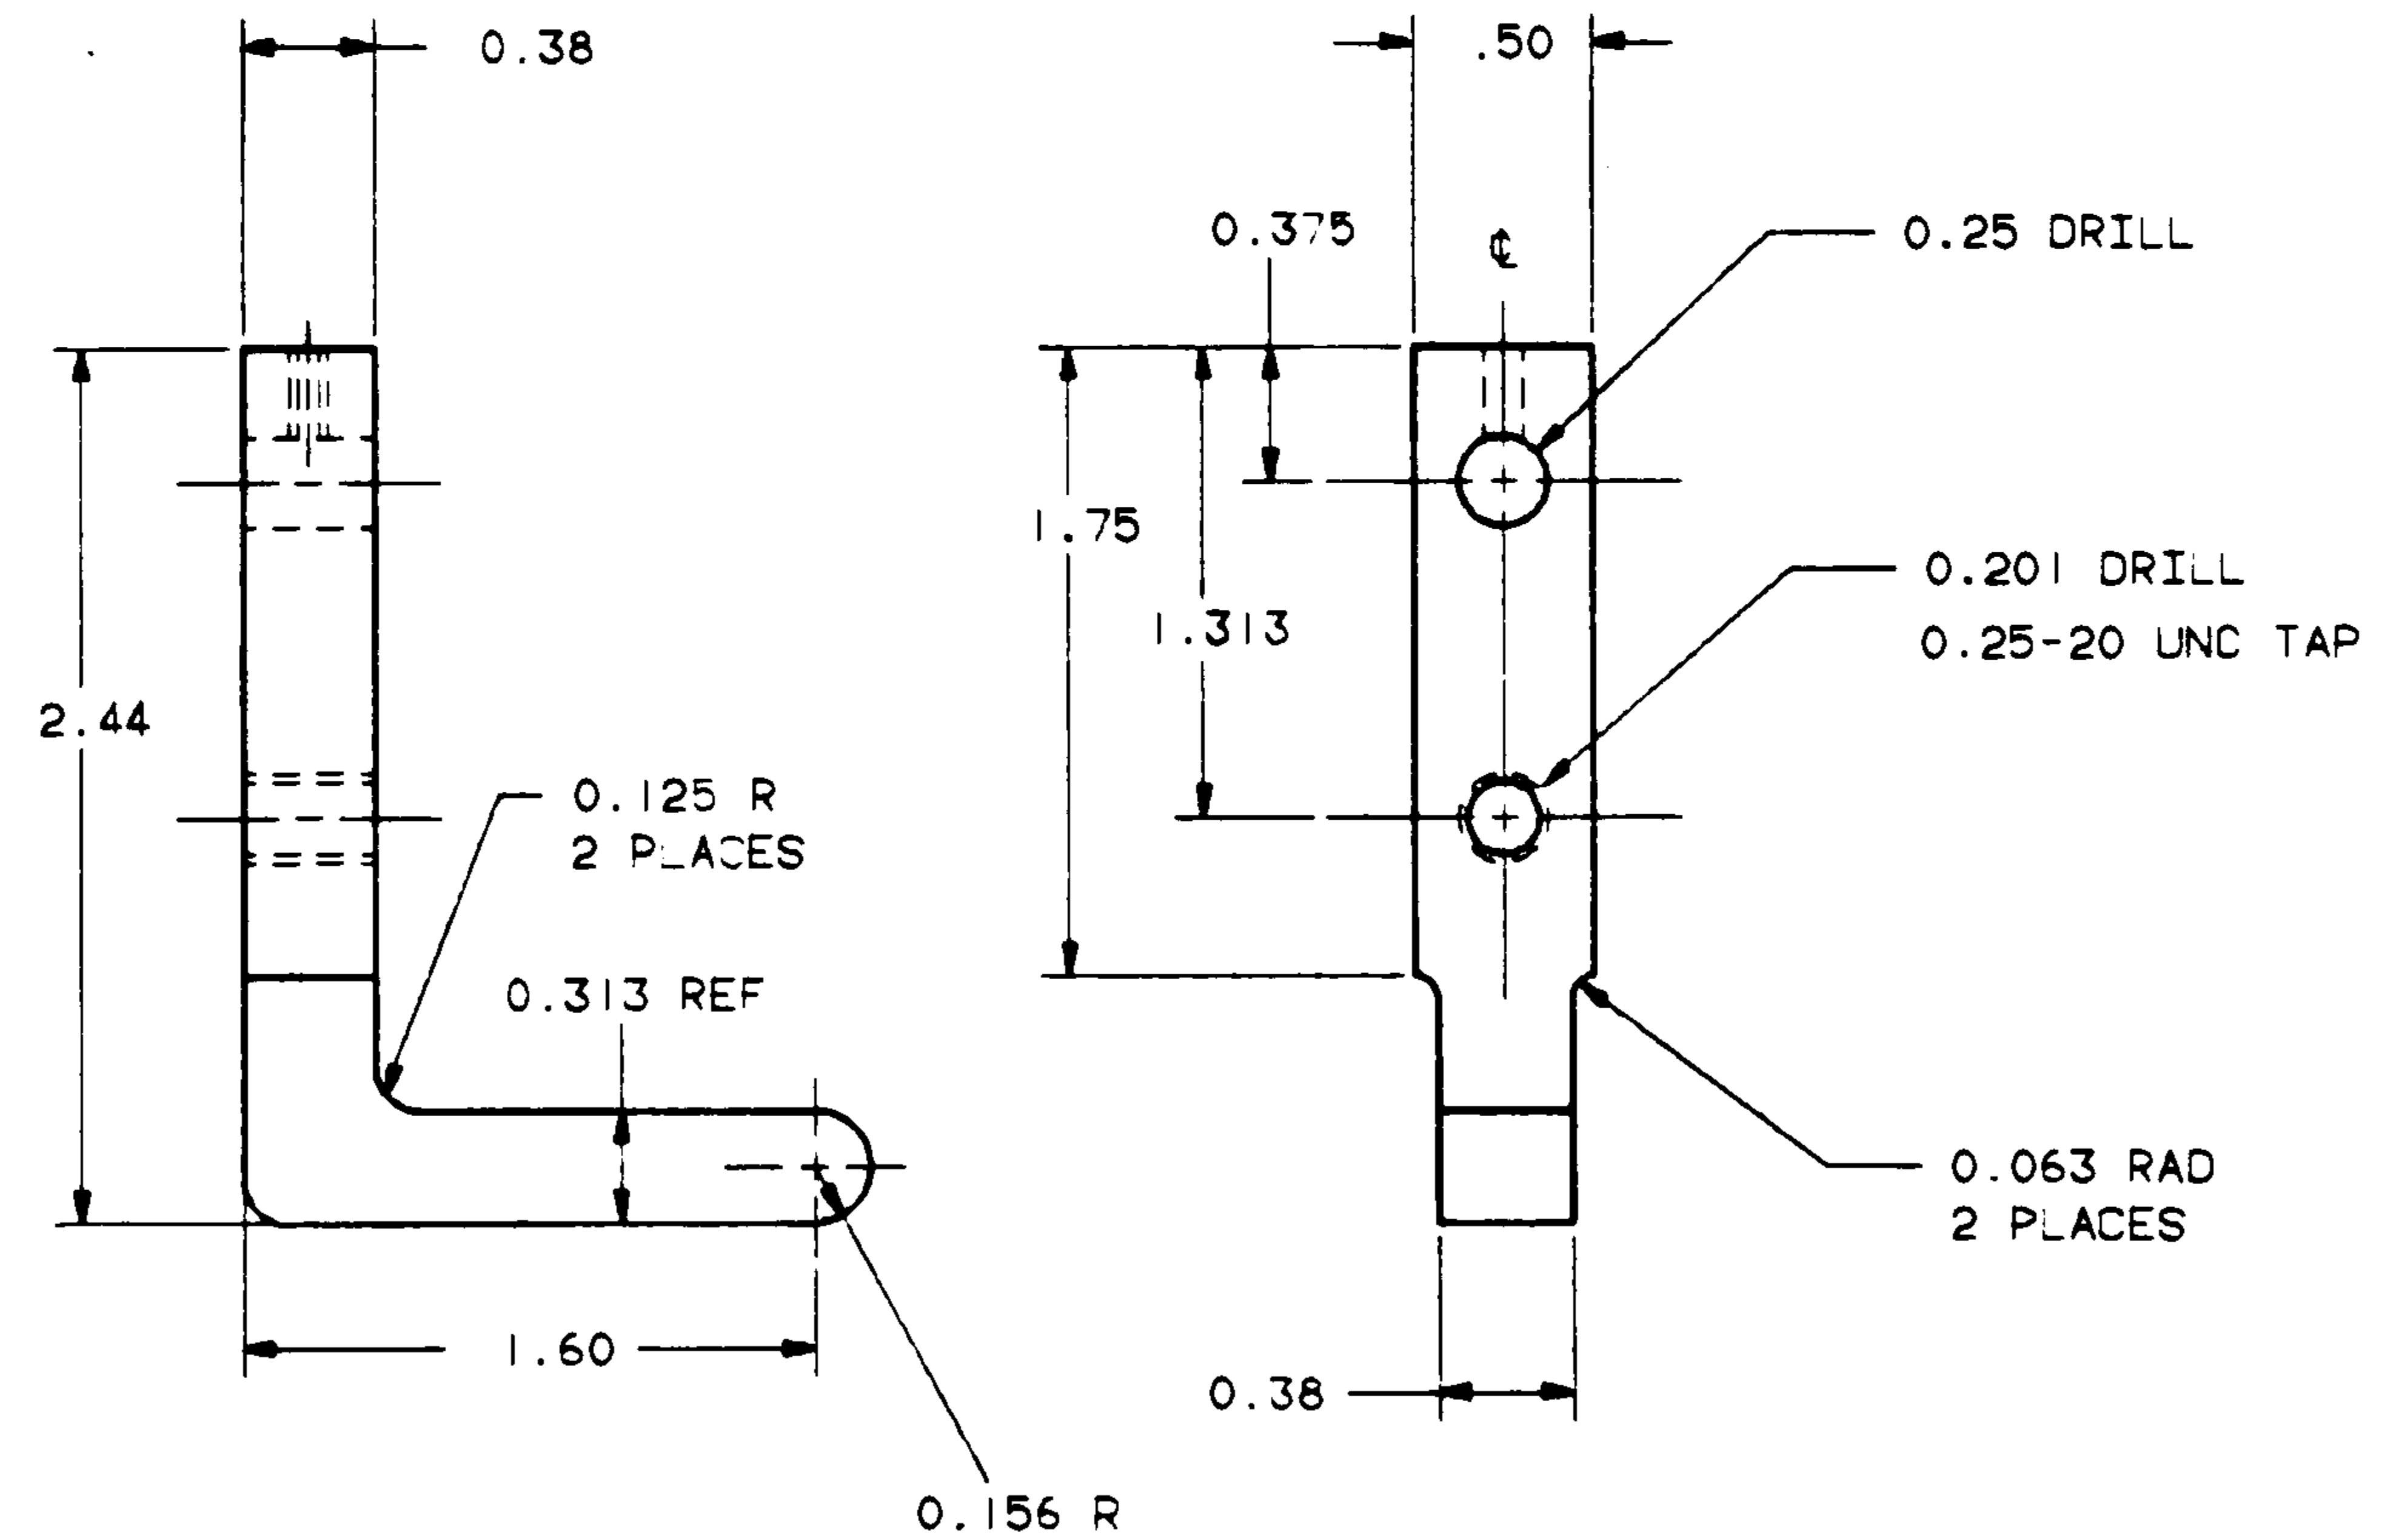 0.38
.50
0.375
℄
0.25 DRILL
1.75
0.201 DRILL
0.25-20 UNC TAP
1.313
2.44
0.125 R
2 PLACES
0.313 REF
0.063 RAD
2 PLACES
1.60
0.38
0.156 R